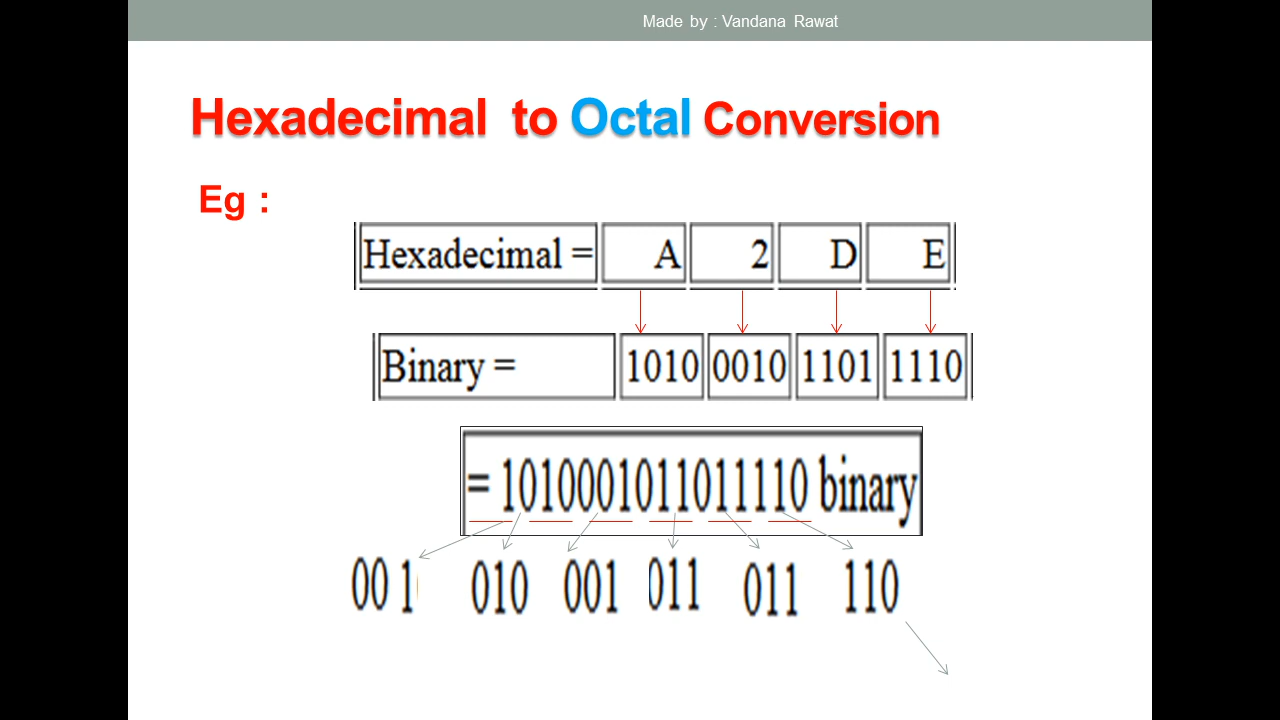 Made by : Vandana Rawat
Hexadecimal to Octal Conversion
Eg :
Hexadecimal = A 2 D E
Binary = 1010 0010 1101 1110
= 1010001011011110 binary
00 1 010 001 011 011 110